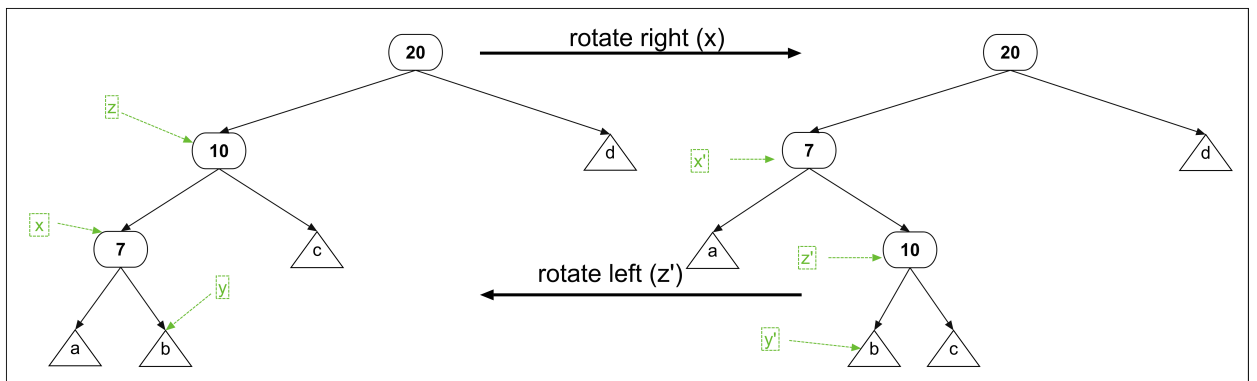 20
rotate right (x)
20
z
10
d
x'
7
d
x
7
c
a
z'
10
rotate left (z')
y
a
b
y'
b
c